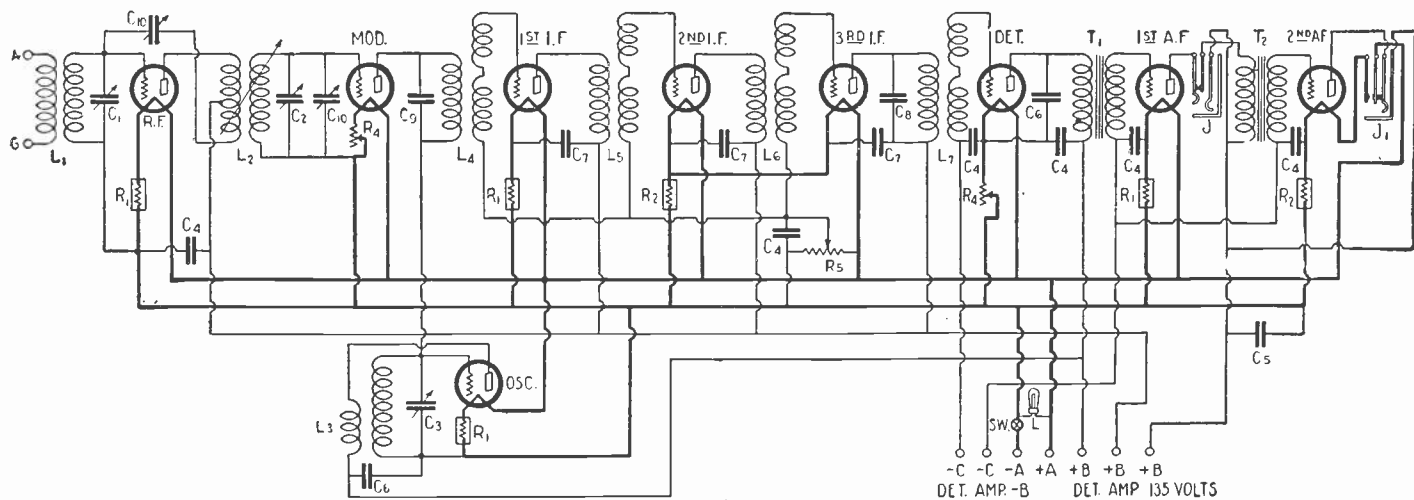 C10
MOD.
1ST I.F
2ND I.F.
3RD I.F.
DET.
T1
1ST A.F
T2
2ND AF
A
G
L1
C1
R.F.
L2
C2
C10
R4
C9
L4
C7
L5
C7
L6
C8
C7
L7
C4
C6
C4
C4
J
C4
J1
R1
C4
R1
R2
C4
R5
R4
R1
R2
C5
L3
C3
OSC.
R1
C6
SW.
L
-C -C -A +A +B +B +B
DET. AMP. -B DET. AMP 135 VOLTS